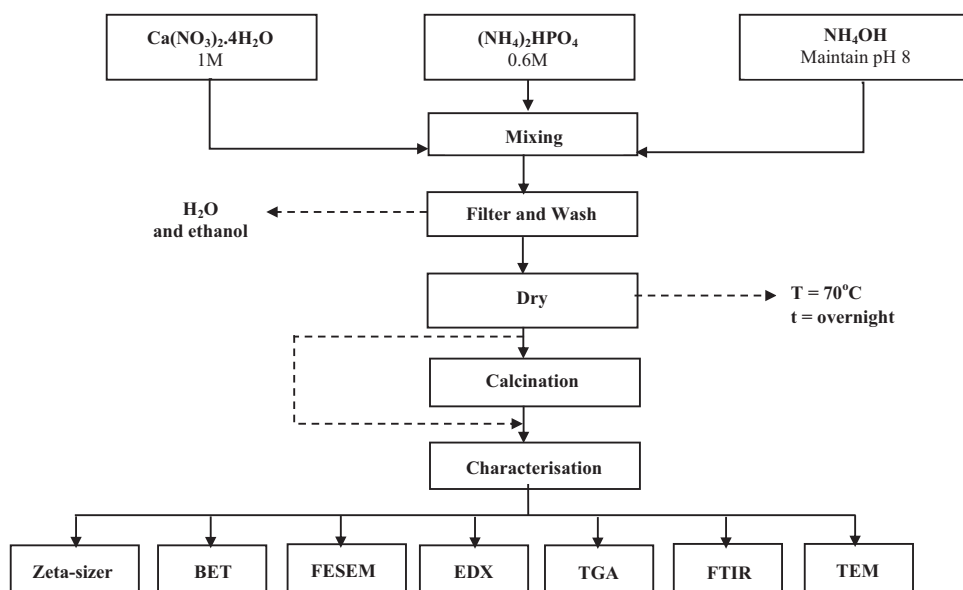 Ca(NO₃)₂.4H₂O
1M
(NH₄)₂HPO₄
0.6M
NH₄OH
Maintain pH 8
Mixing
Filter and Wash
H₂O
and ethanol
Dry
T = 70°C
t = overnight
Calcination
Characterisation
Zeta-sizer
BET
FESEM
EDX
TGA
FTIR
TEM